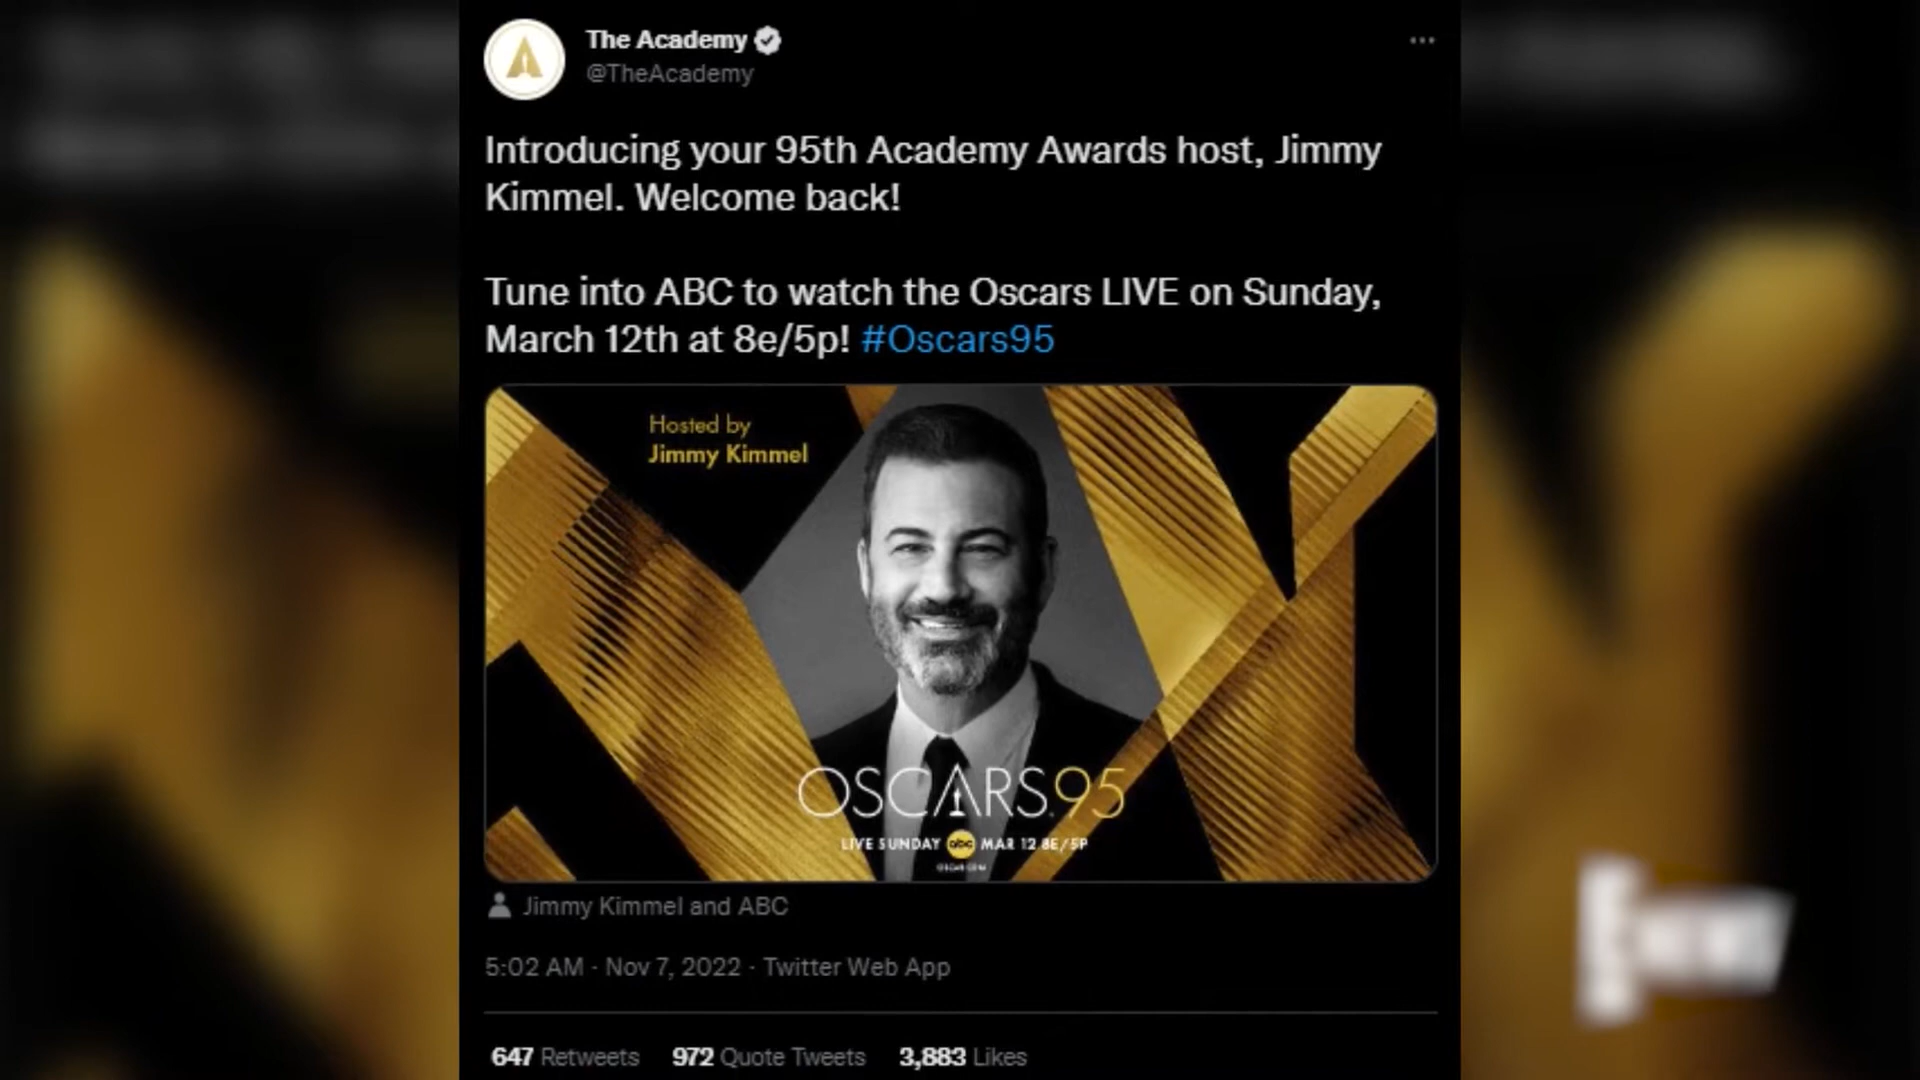 The Academy
@TheAcademy
Introducing your 95th Academy Awards host, Jimmy
Kimmel. Welcome back!
Tune into ABC to watch the Oscars LIVE on Sunday,
March 12th at 8e/5p! #Oscars95
Hosted by
Jimmy Kimmel
OSCARS.95
LIVE SUNDAY abc MAR 12 8E/5P
Jimmy Kimmel and ABC
5:02 AM · Nov 7, 2022 · Twitter Web App
647 Retweets 972 Quote Tweets 3,883 Likes